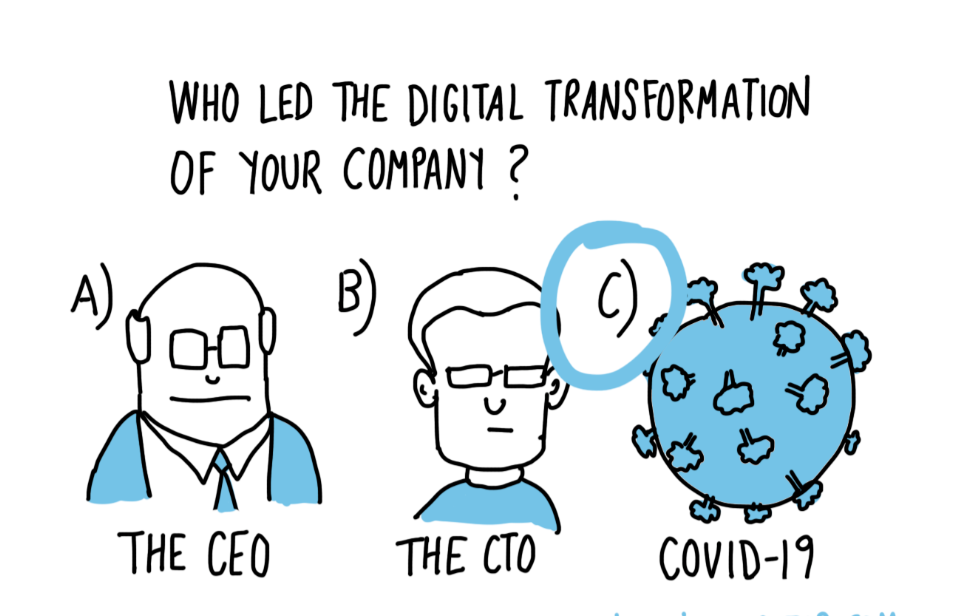 WHO LED THE DIGITAL TRANSFORMATION
OF YOUR COMPANY ?
A) B) C)
THE CEO THE CTO COVID-19